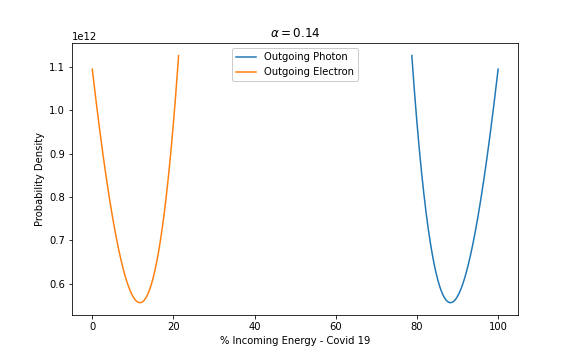 α = 0.14
1e12
Outgoing Photon
Outgoing Electron
1.1
1.0
0.9
0.8
0.7
0.6
Probability Density
0 20 40 60 80 100
% Incoming Energy - Covid 19